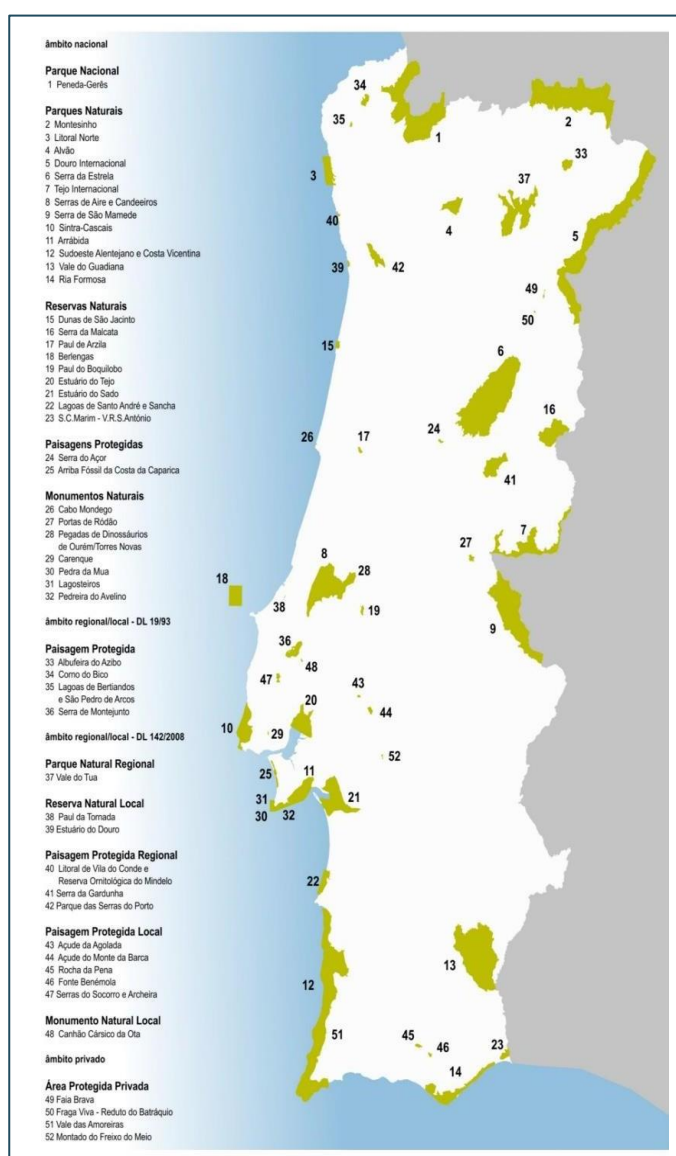 âmbito nacional
Parque Nacional
1 Peneda-Gerês
Parques Naturais
2 Montesinho
3 Litoral Norte
4 Alvão
5 Douro Internacional
6 Serra da Estrela
7 Tejo Internacional
8 Serras de Aire e Candeeiros
9 Serra de São Mamede
10 Sintra-Cascais
11 Arrábida
12 Sudoeste Alentejano e Costa Vicentina
13 Vale do Guadiana
14 Ria Formosa
Reservas Naturais
15 Dunas de São Jacinto
16 Serra da Malcata
17 Paul de Arzila
18 Berlengas
19 Paul do Boquilobo
20 Estuário do Tejo
21 Estuário do Sado
22 Lagoas de Santo André e Sancha
23 S.C.Marim - V.R.S.António
Paisagens Protegidas
24 Serra do Açor
25 Arriba Fóssil da Costa da Caparica
Monumentos Naturais
26 Cabo Mondego
27 Portas de Ródão
28 Pegadas de Dinossáurios
de Ourém/Torres Novas
29 Carenque
30 Pedra da Mua
31 Lagosteiros
32 Pedreira do Avelino
âmbito regional/local - DL 19/93
Paisagem Protegida
33 Albufeira do Azibo
34 Corno do Bico
35 Lagoas de Bertiandos
e São Pedro de Arcos
36 Serra de Montejunto
âmbito regional/local - DL 142/2008
Parque Natural Regional
37 Vale do Tua
Reserva Natural Local
38 Paul da Tornada
39 Estuário do Douro
Paisagem Protegida Regional
40 Litoral de Vila do Conde e
Reserva Ornitológica do Mindelo
41 Serra da Gardunha
42 Parque das Serras do Porto
Paisagem Protegida Local
43 Açude da Agolada
44 Açude do Monte da Barca
45 Rocha da Pena
46 Fonte Benémola
47 Serras do Socorro e Archeira
Monumento Natural Local
48 Canhão Cársico da Ota
âmbito privado
Área Protegida Privada
49 Faia Brava
50 Fraga Viva - Reduto do Batráquio
51 Vale das Amoreiras
52 Montado do Freixo do Meio
34
35
1
2
33
3
37
40
4
5
39
42
49
50
15
6
26
17
24
16
41
7
27
8
28
18
38
19
9
36
48
47
43
20
44
10
29
52
25
11
31
21
30
32
22
13
12
51
45
46
23
14